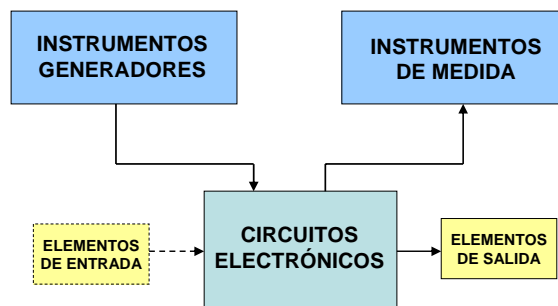 INSTRUMENTOS
GENERADORES
INSTRUMENTOS
DE MEDIDA
ELEMENTOS
DE ENTRADA
CIRCUITOS
ELECTRÓNICOS
ELEMENTOS
DE SALIDA